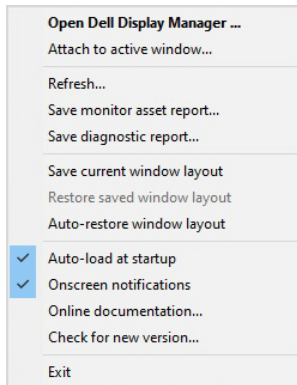 Open Dell Display Manager ...
Attach to active window...
Refresh...
Save monitor asset report...
Save diagnostic report...
Save current window layout
Restore saved window layout
Auto-restore window layout
Auto-load at startup
Onscreen notifications
Online documentation...
Check for new version...
Exit